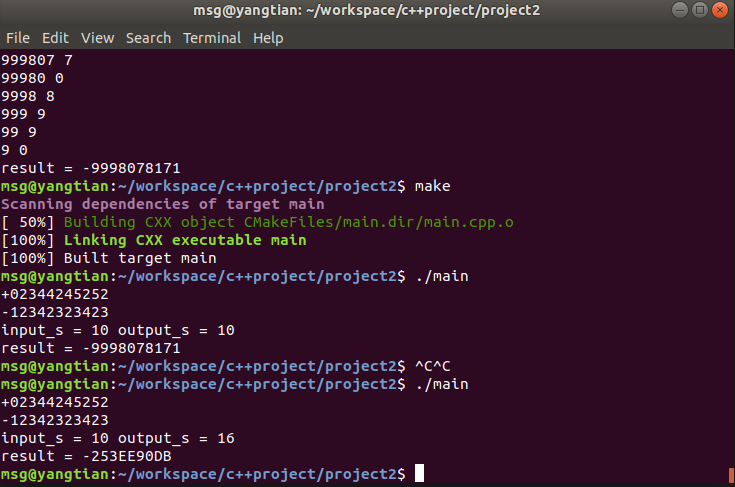 msg@yangtian: ~/workspace/c++project/project2
File Edit View Search Terminal Help
999807 7
99980 0
9998 8
999 9
99 9
9 0
result = -9998078171
msg@yangtian:~/workspace/c++project/project2$ make
Scanning dependencies of target main
[ 50%] Building CXX object CMakeFiles/main.dir/main.cpp.o
[100%] Linking CXX executable main
[100%] Built target main
msg@yangtian:~/workspace/c++project/project2$ ./main
+02344245252
-12342323423
input_s = 10 output_s = 10
result = -9998078171
msg@yangtian:~/workspace/c++project/project2$ ^C^C
msg@yangtian:~/workspace/c++project/project2$ ./main
+02344245252
-12342323423
input_s = 10 output_s = 16
result = -253EE90DB
msg@yangtian:~/workspace/c++project/project2$